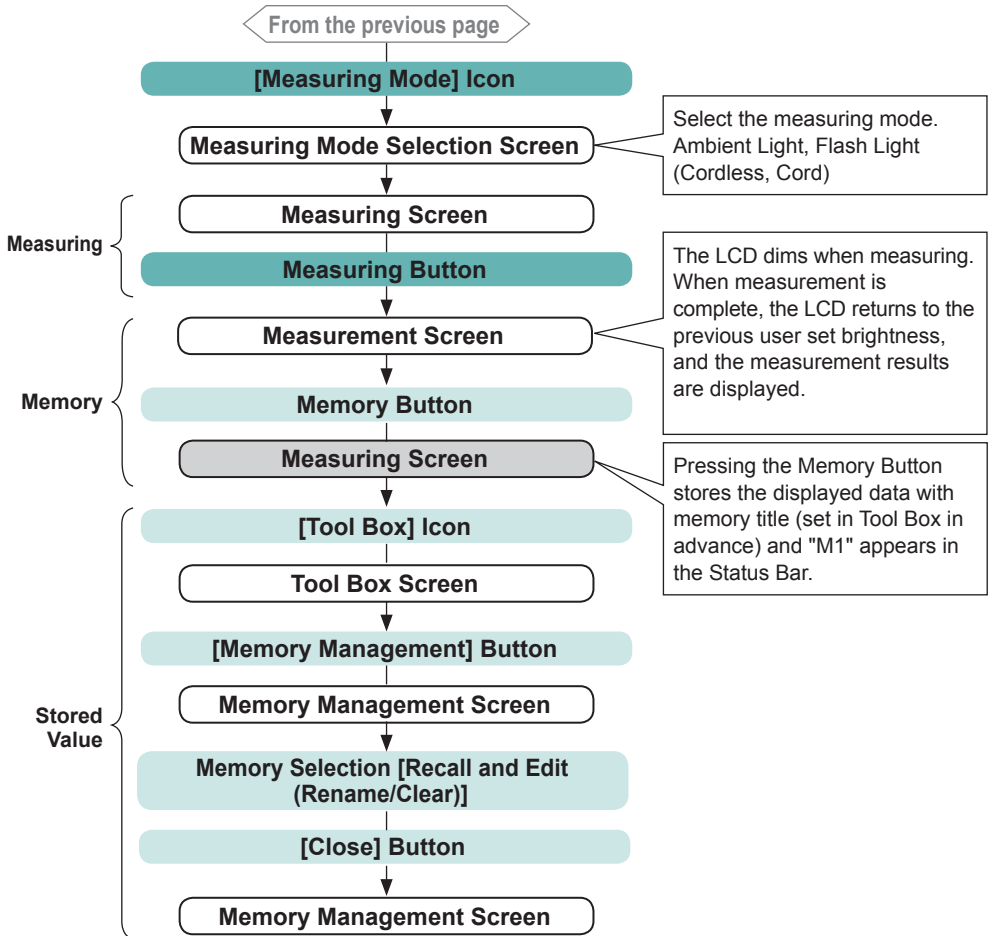 From the previous page
[Measuring Mode] Icon
Measuring Mode Selection Screen
Select the measuring mode.
Ambient Light, Flash Light
(Cordless, Cord)
Measuring
Measuring Screen
Measuring Button
The LCD dims when measuring.
When measurement is
complete, the LCD returns to the
previous user set brightness,
and the measurement results
are displayed.
Memory
Measurement Screen
Memory Button
Measuring Screen
Pressing the Memory Button
stores the displayed data with
memory title (set in Tool Box in
advance) and "M1" appears in
the Status Bar.
Stored
Value
[Tool Box] Icon
Tool Box Screen
[Memory Management] Button
Memory Management Screen
Memory Selection [Recall and Edit
(Rename/Clear)]
[Close] Button
Memory Management Screen